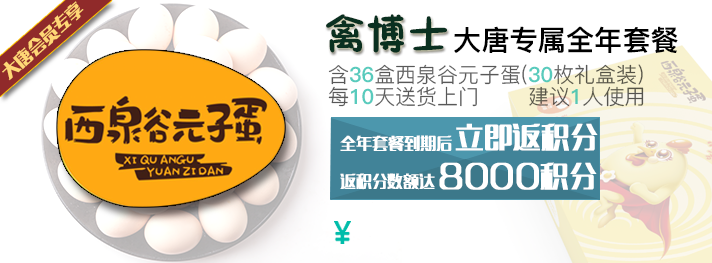 大唐会员专享
西泉谷元子蛋
XI QUANGU
YUAN ZI DAN
禽博士 大唐专属全年套餐
含36盒西泉谷元子蛋(30枚礼盒装)
每10天送货上门 建议1人使用
全年套餐到期后 立即返积分
返积分数额达 8000积分
¥